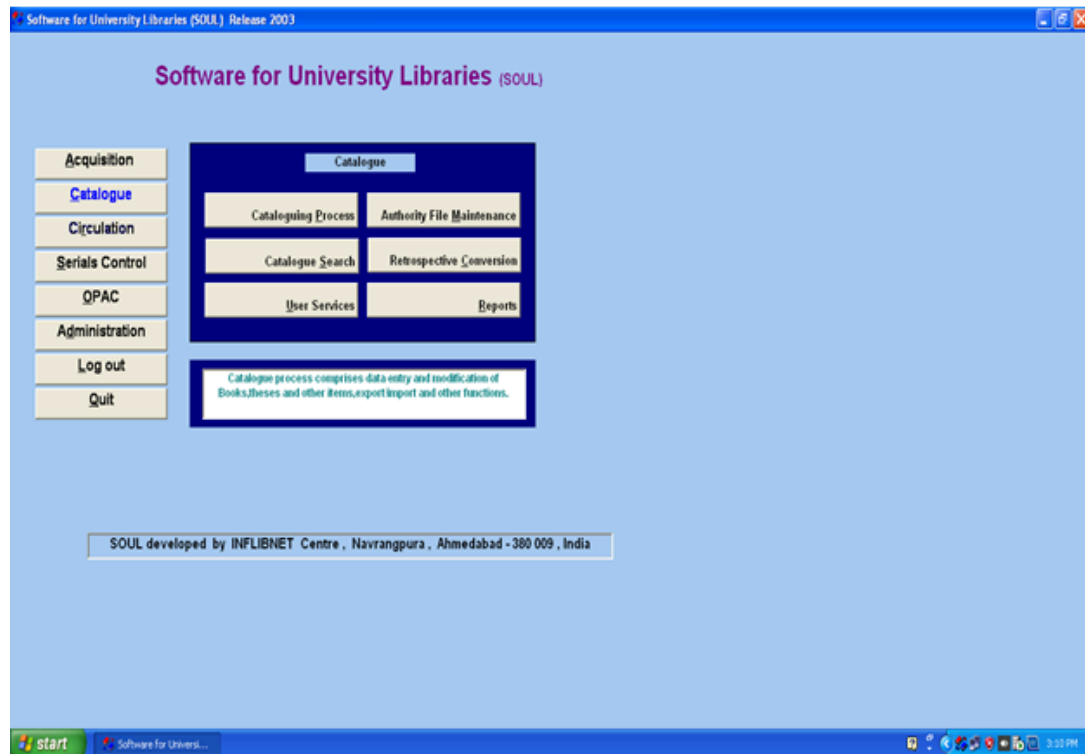 Software for University Libraries (SOUL) Release 2003
Software for University Libraries (SOUL)
Acquisition
Catalogue
Circulation
Serials Control
OPAC
Administration
Log out
Quit
Catalogue
Cataloguing Process
Authority File Maintenance
Catalogue Search
Retrospective Conversion
User Services
Reports
Catalogue process comprises data entry and modification of
Books,theses and other items,export import and other functions.
SOUL developed by INFLIBNET Centre , Navrangpura , Ahmedabad - 380 009 , India
start
Software for Universi...
3:10 PM